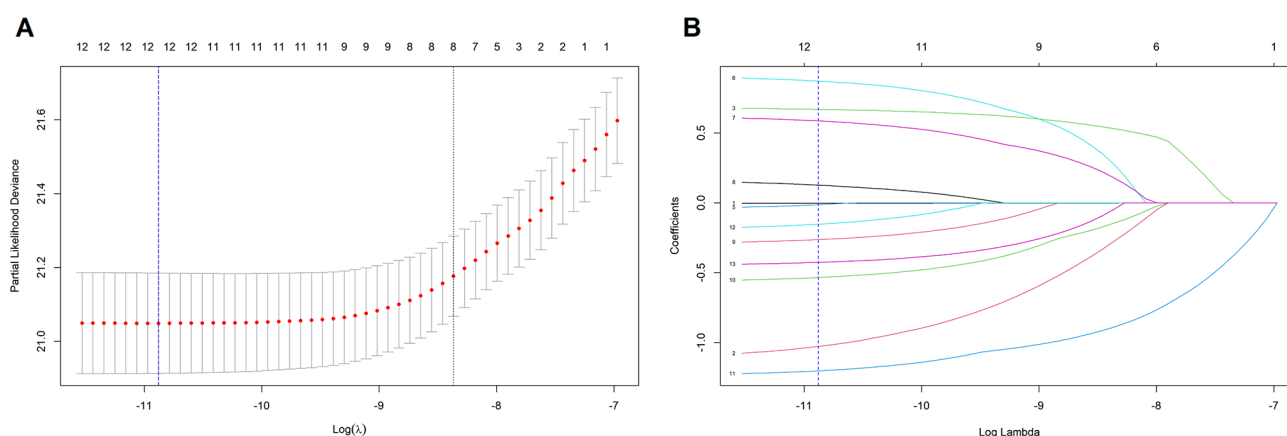 A
12 12 12 12 12 12 11 11 11 11 11 11 9 9 9 8 8 8 7 5 3 2 2 1 1
21.6
21.4
21.2
21.0
Partial Likelihood Deviance
-11 -10 -9 -8 -7
Log(λ)
B
12 11 9 6 1
0.5
0.0
-0.5
-1.0
Coefficients
6
3
7
8
5
12
9
13
10
2
11
-11 -10 -9 -8 -7
Log Lambda